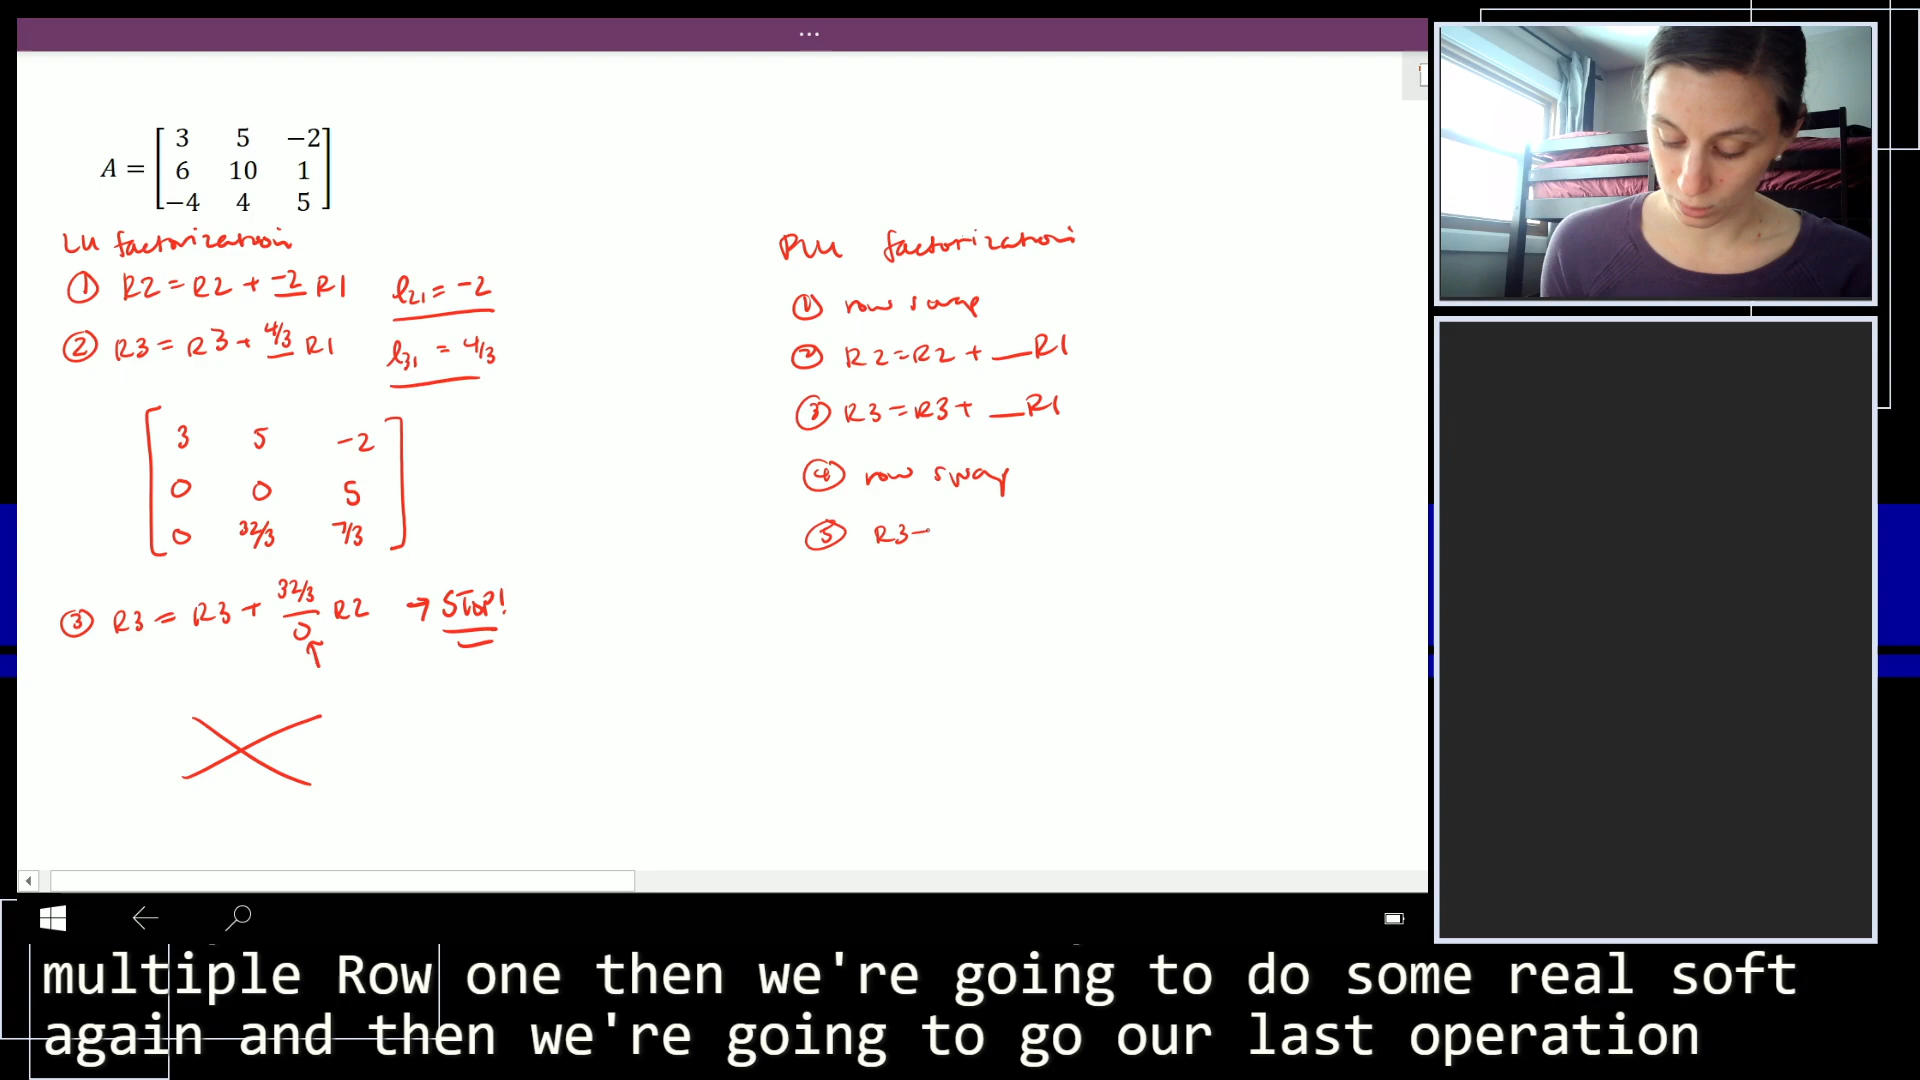 ...
A = [ 3 5 −2
6 10 1
−4 4 5 ]
LU factorization
① R2 = R2 + -2 R1 l21 = -2
② R3 = R3 + 4/3 R1 l31 = 4/3
3 5 -2
0 0 5
0 32/3 7/3
③ R3 = R3 + 32/3 / 0 R2 → STOP!
PLU factorization
① row swap
② R2 = R2 + __ R1
③ R3 = R3 + __ R1
④ row swap
⑤ R3 -
multiple Row one then we're going to do some real soft
again and then we're going to go our last operation